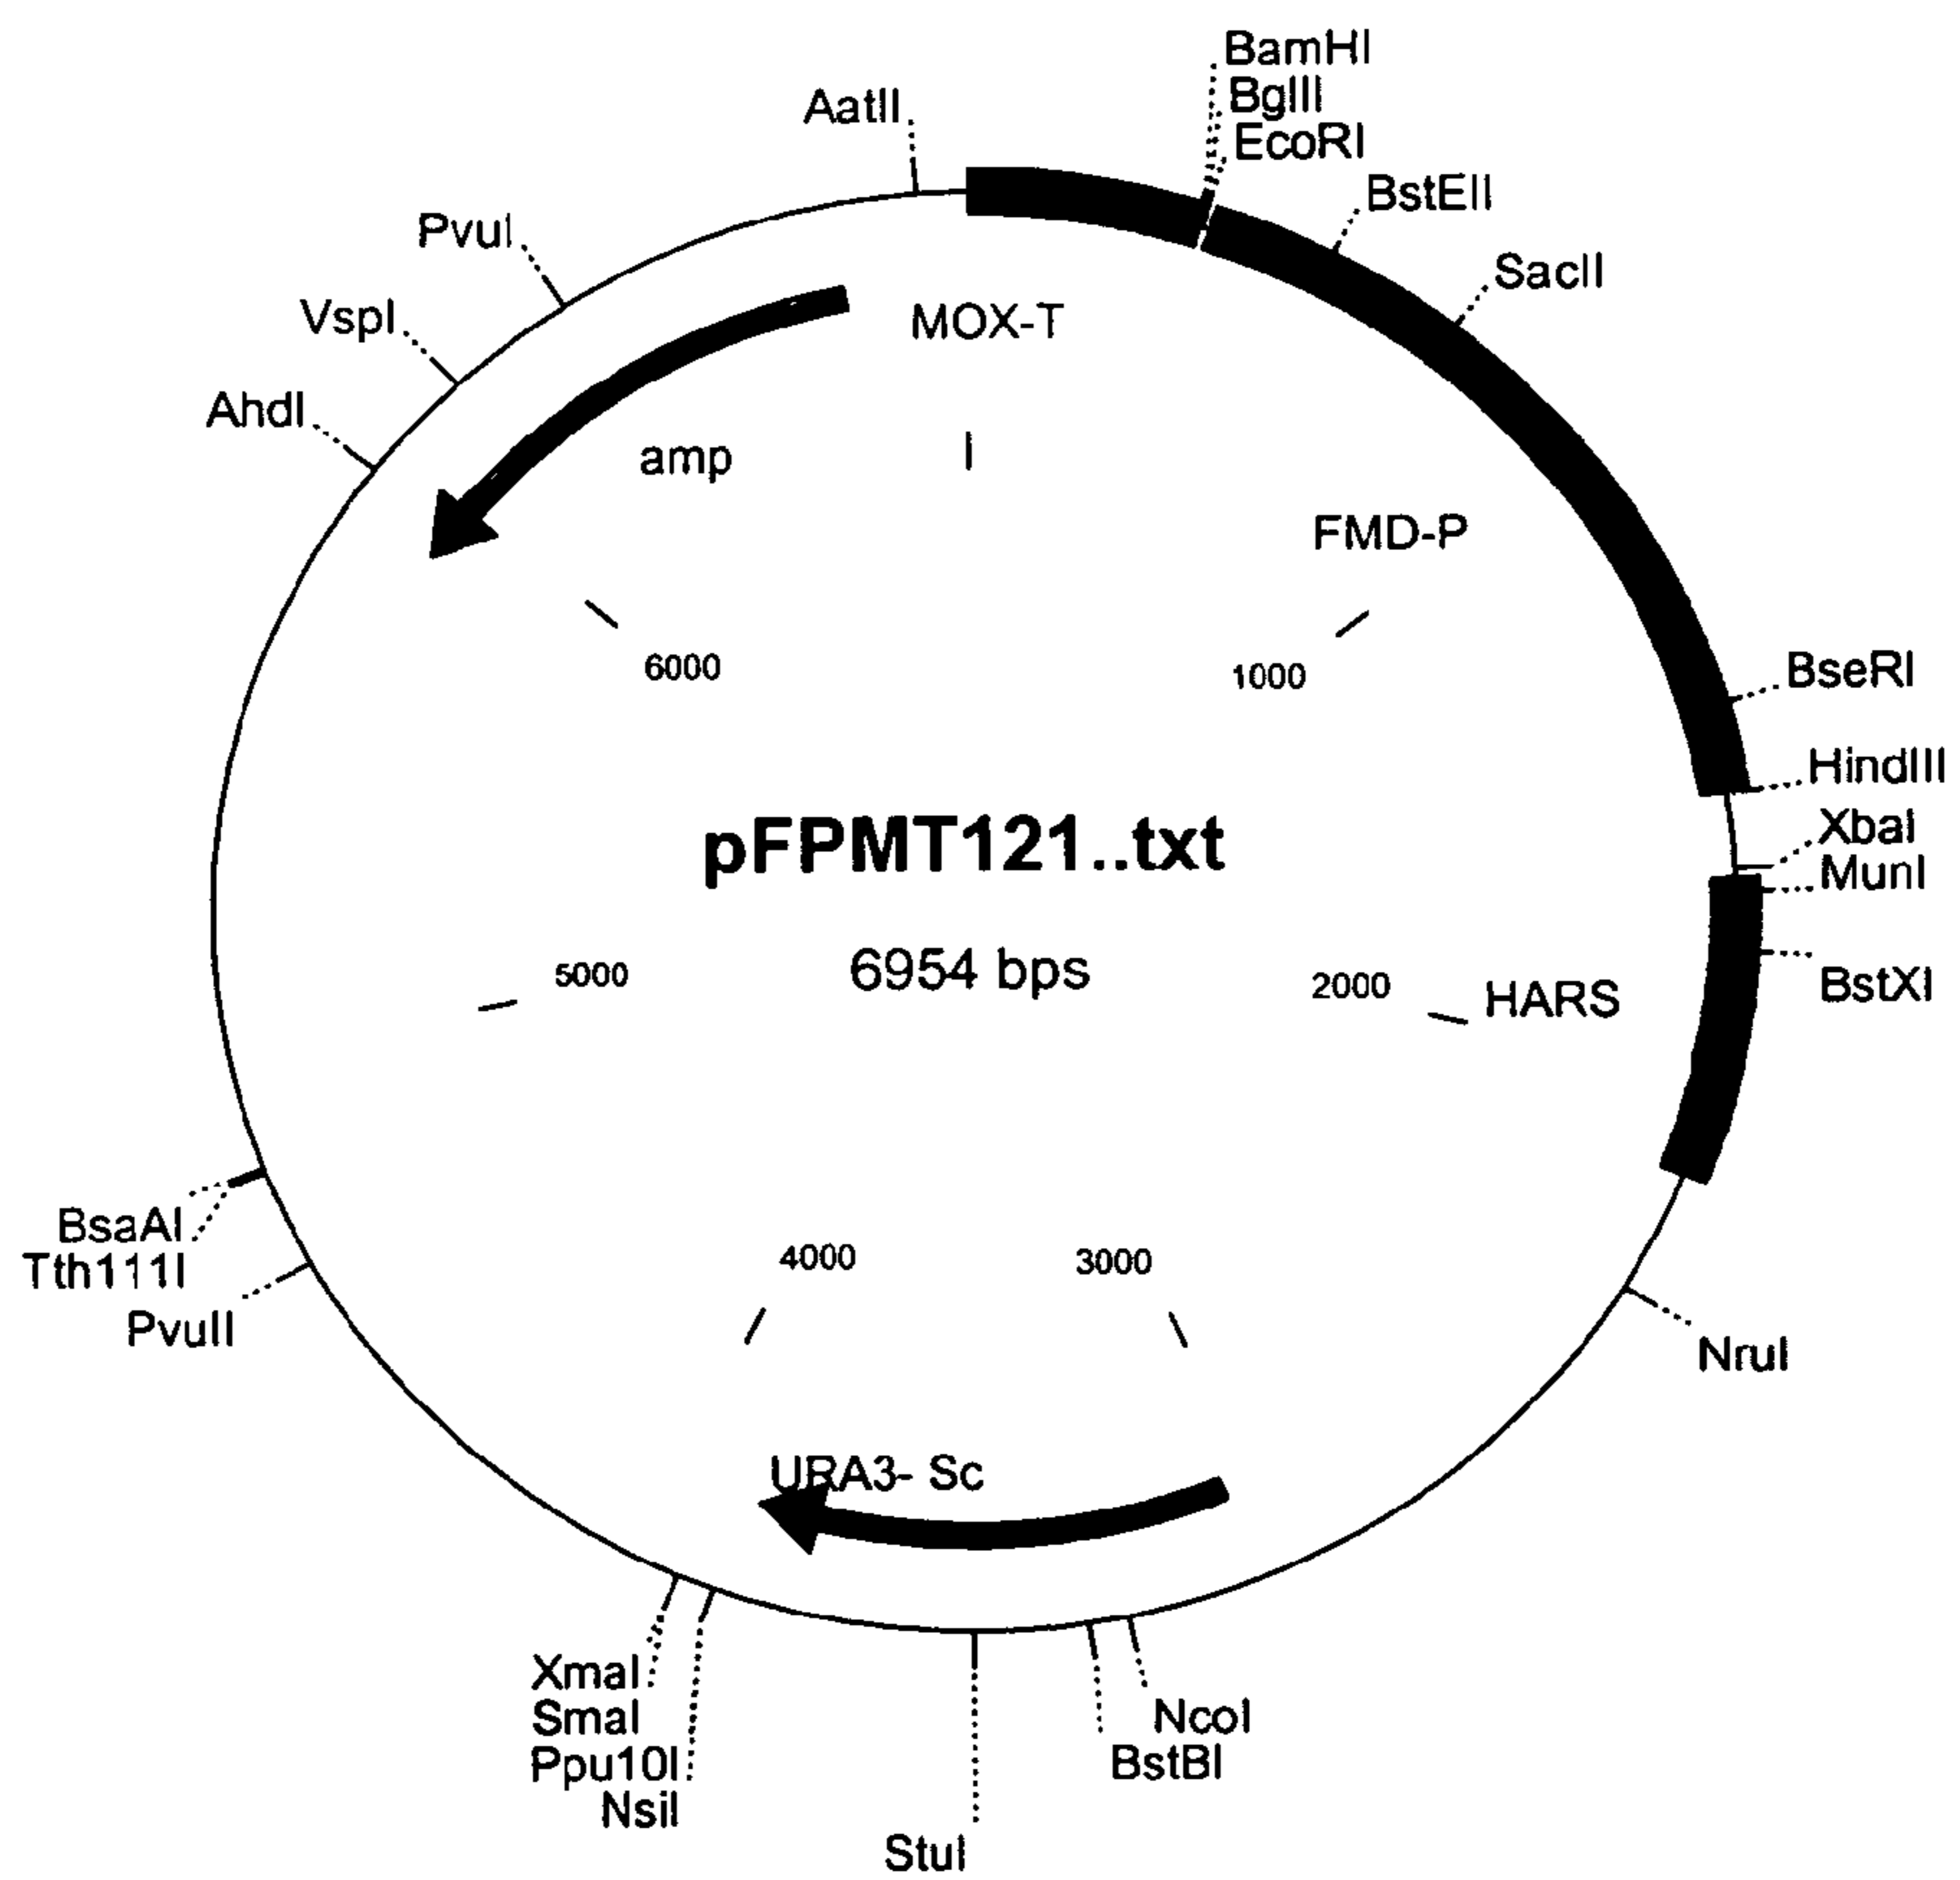 BamHI
BglII
EcoRI
AatII
BstEII
PvuI
SacII
VspI
MOX-T
AhdI
amp
FMD-P
6000
1000
BseRI
HindIII
XbaI
MunI
pFPMT121..txt
6954 bps
5000
2000
HARS
BstXI
BsaAI
Tth111I
PvuII
4000
3000
NruI
URA3- Sc
XmaI
SmaI
Ppu10I
NsiI
NcoI
BstBI
StuI